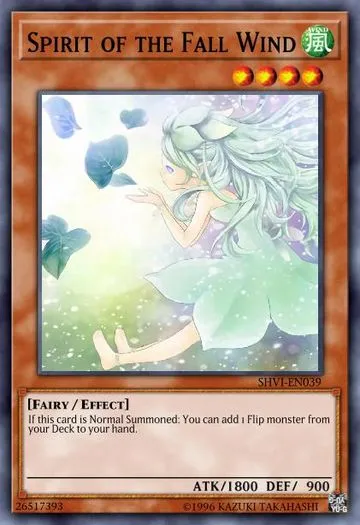 SPIRIT OF THE FALL WIND
WIND
風
SHVI-EN039
[FAIRY / EFFECT]
If this card is Normal Summoned: You can add 1 Flip monster from
your Deck to your hand.
ATK/1800 DEF/ 900
26517393
©1996 KAZUKI TAKAHASHI